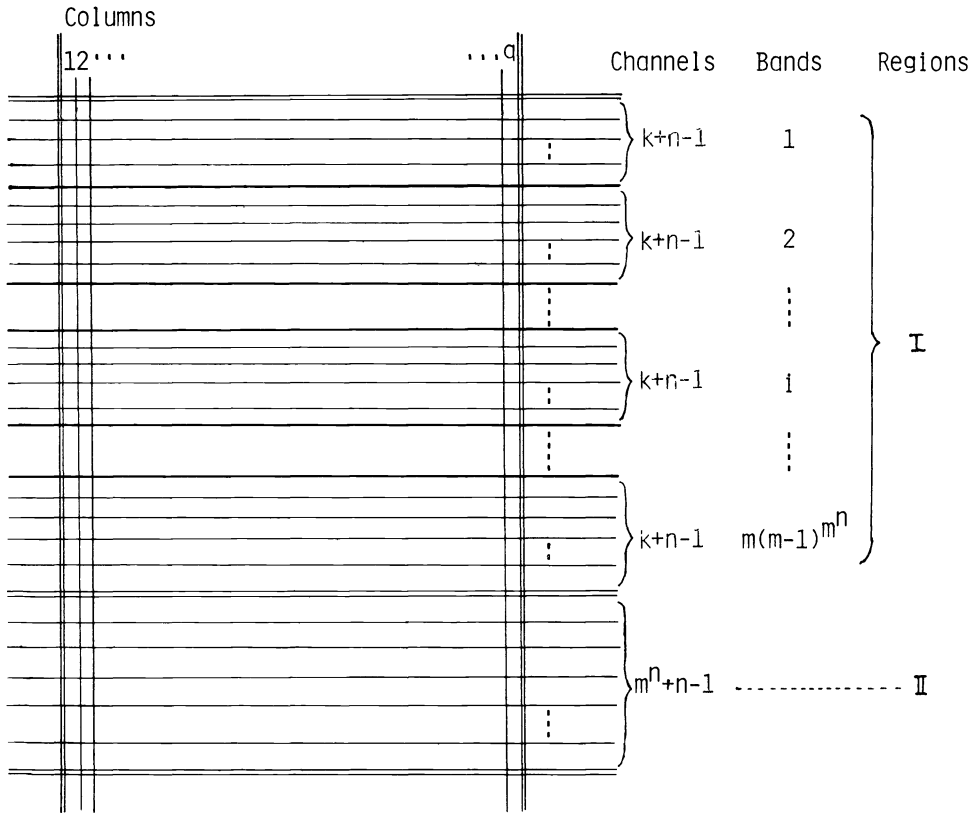 Columns
12··· ···q Channels Bands Regions
k+n-1 1
k+n-1 2
I
k+n-1 i
k+n-1 m(m-1)^{m^n}
m^n+n-1 II